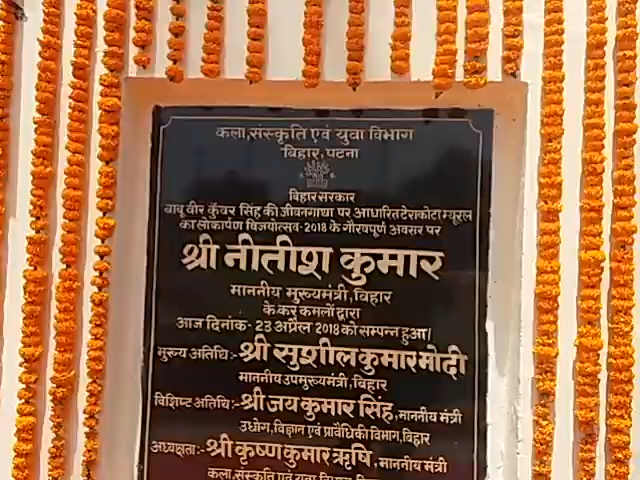 कला,संस्कृति एवं युवा विभाग
बिहार,पटना
बिहार सरकार
बाबू वीर कुँवर सिंह की जीवनगाथा पर आधारित टेराकोटा म्यूरल
का लोकार्पण विजयोत्सव-2018 के गौरवपूर्ण अवसर पर
श्री नीतीश कुमार
माननीय मुख्यमंत्री,बिहार
के कर कमलों द्वारा
आज दिनांक- 23 अप्रैल 2018 को सम्पन्न हुआ।
मुख्य अतिथि:- श्री सुशील कुमार मोदी
माननीय उपमुख्यमंत्री,बिहार
विशिष्ट अतिथि:- श्री जय कुमार सिंह, माननीय मंत्री
उधोग,विज्ञान एवं प्रावैधिकी विभाग,बिहार
अध्यक्षता:- श्री कृष्ण कुमार ऋषि, माननीय मंत्री
कला,संस्कृति एवं युवा विभाग